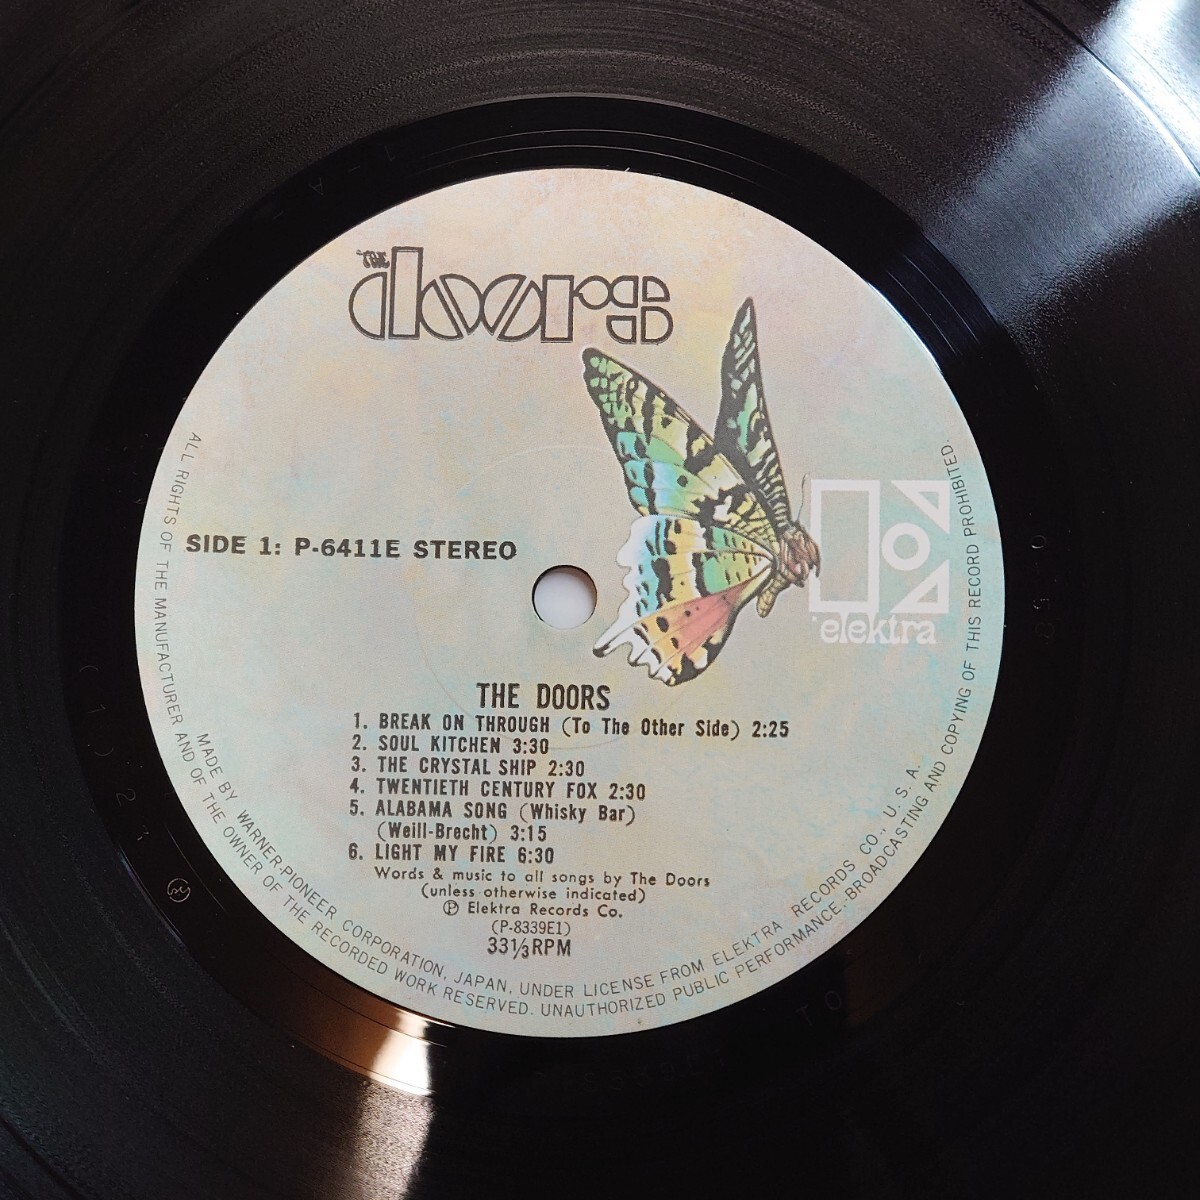 THE
doors
SIDE 1: P-6411E STEREO
elektra
THE DOORS
1. BREAK ON THROUGH (To The Other Side) 2:25
2. SOUL KITCHEN 3:30
3. THE CRYSTAL SHIP 2:30
4. TWENTIETH CENTURY FOX 2:30
5. ALABAMA SONG (Whisky Bar)
(Weill-Brecht) 3:15
6. LIGHT MY FIRE 6:30
Words & music to all songs by The Doors
(unless otherwise indicated)
Ⓟ Elektra Records Co.
(P-8339E1)
33⅓RPM
MADE BY WARNER-PIONEER CORPORATION, JAPAN, UNDER LICENSE FROM ELEKTRA RECORDS CO., U. S. A.
ALL RIGHTS OF THE MANUFACTURER AND OF THE OWNER OF THE RECORDED WORK RESERVED. UNAUTHORIZED PUBLIC PERFORMANCE, BROADCASTING AND COPYING OF THIS RECORD PROHIBITED.
1-A
( 1 ) 2 3